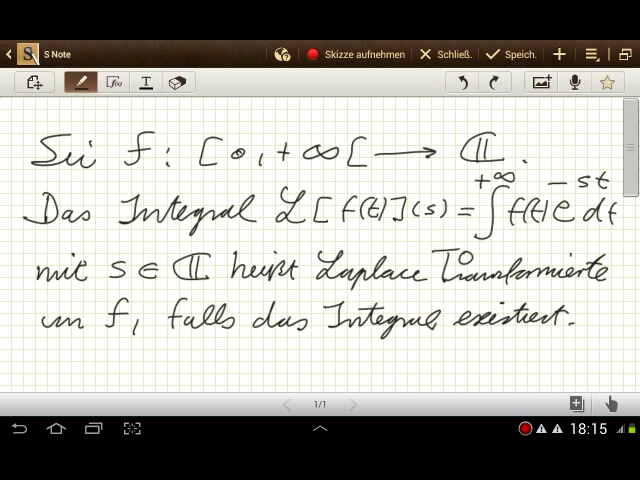 S Note
Skizze aufnehmen
Schließ.
Speich.
f(x)
T
Sei f: [0, +∞[ ⟶ ℂ.
Das Integral ℒ[f(t)](s) = ∫₀^{+∞} f(t) e^{-st} dt
mit s ∈ ℂ heißt Laplace Transformierte
von f, falls das Integral existiert.
1/1
18:15